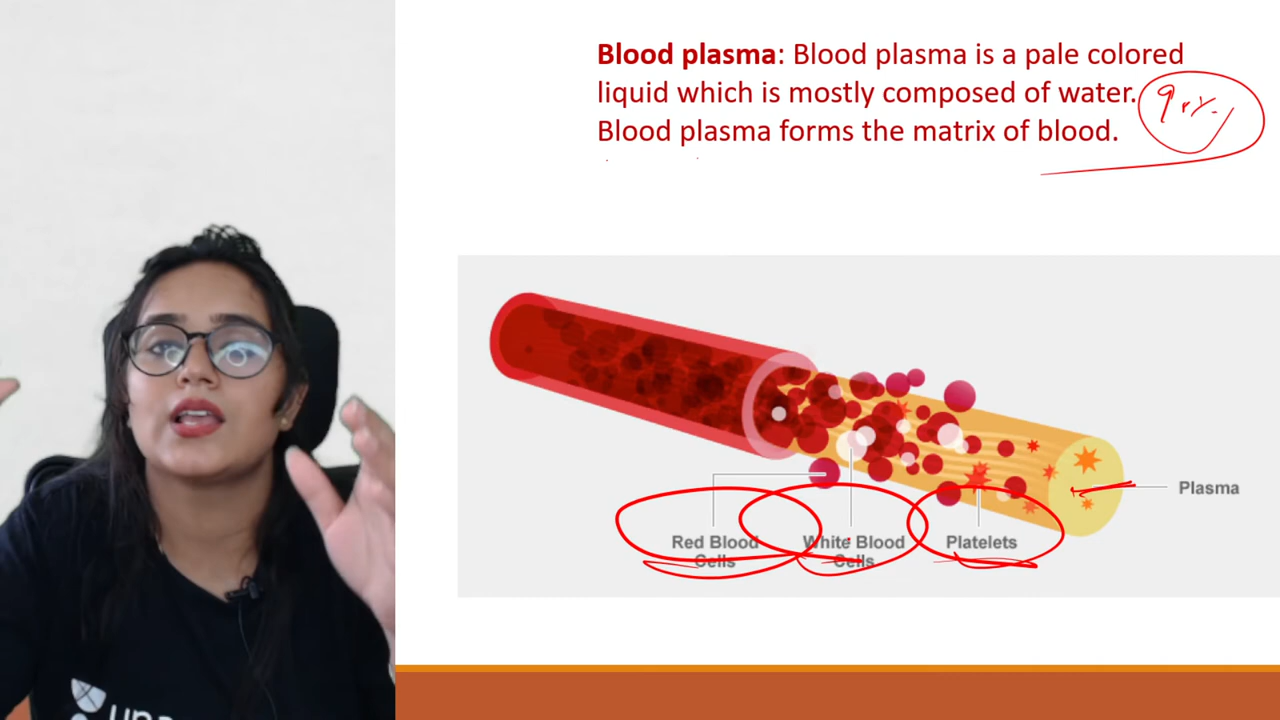 Blood plasma: Blood plasma is a pale colored
liquid which is mostly composed of water.
Blood plasma forms the matrix of blood.
Plasma
Red Blood
Cells
White Blood
Cells
Platelets